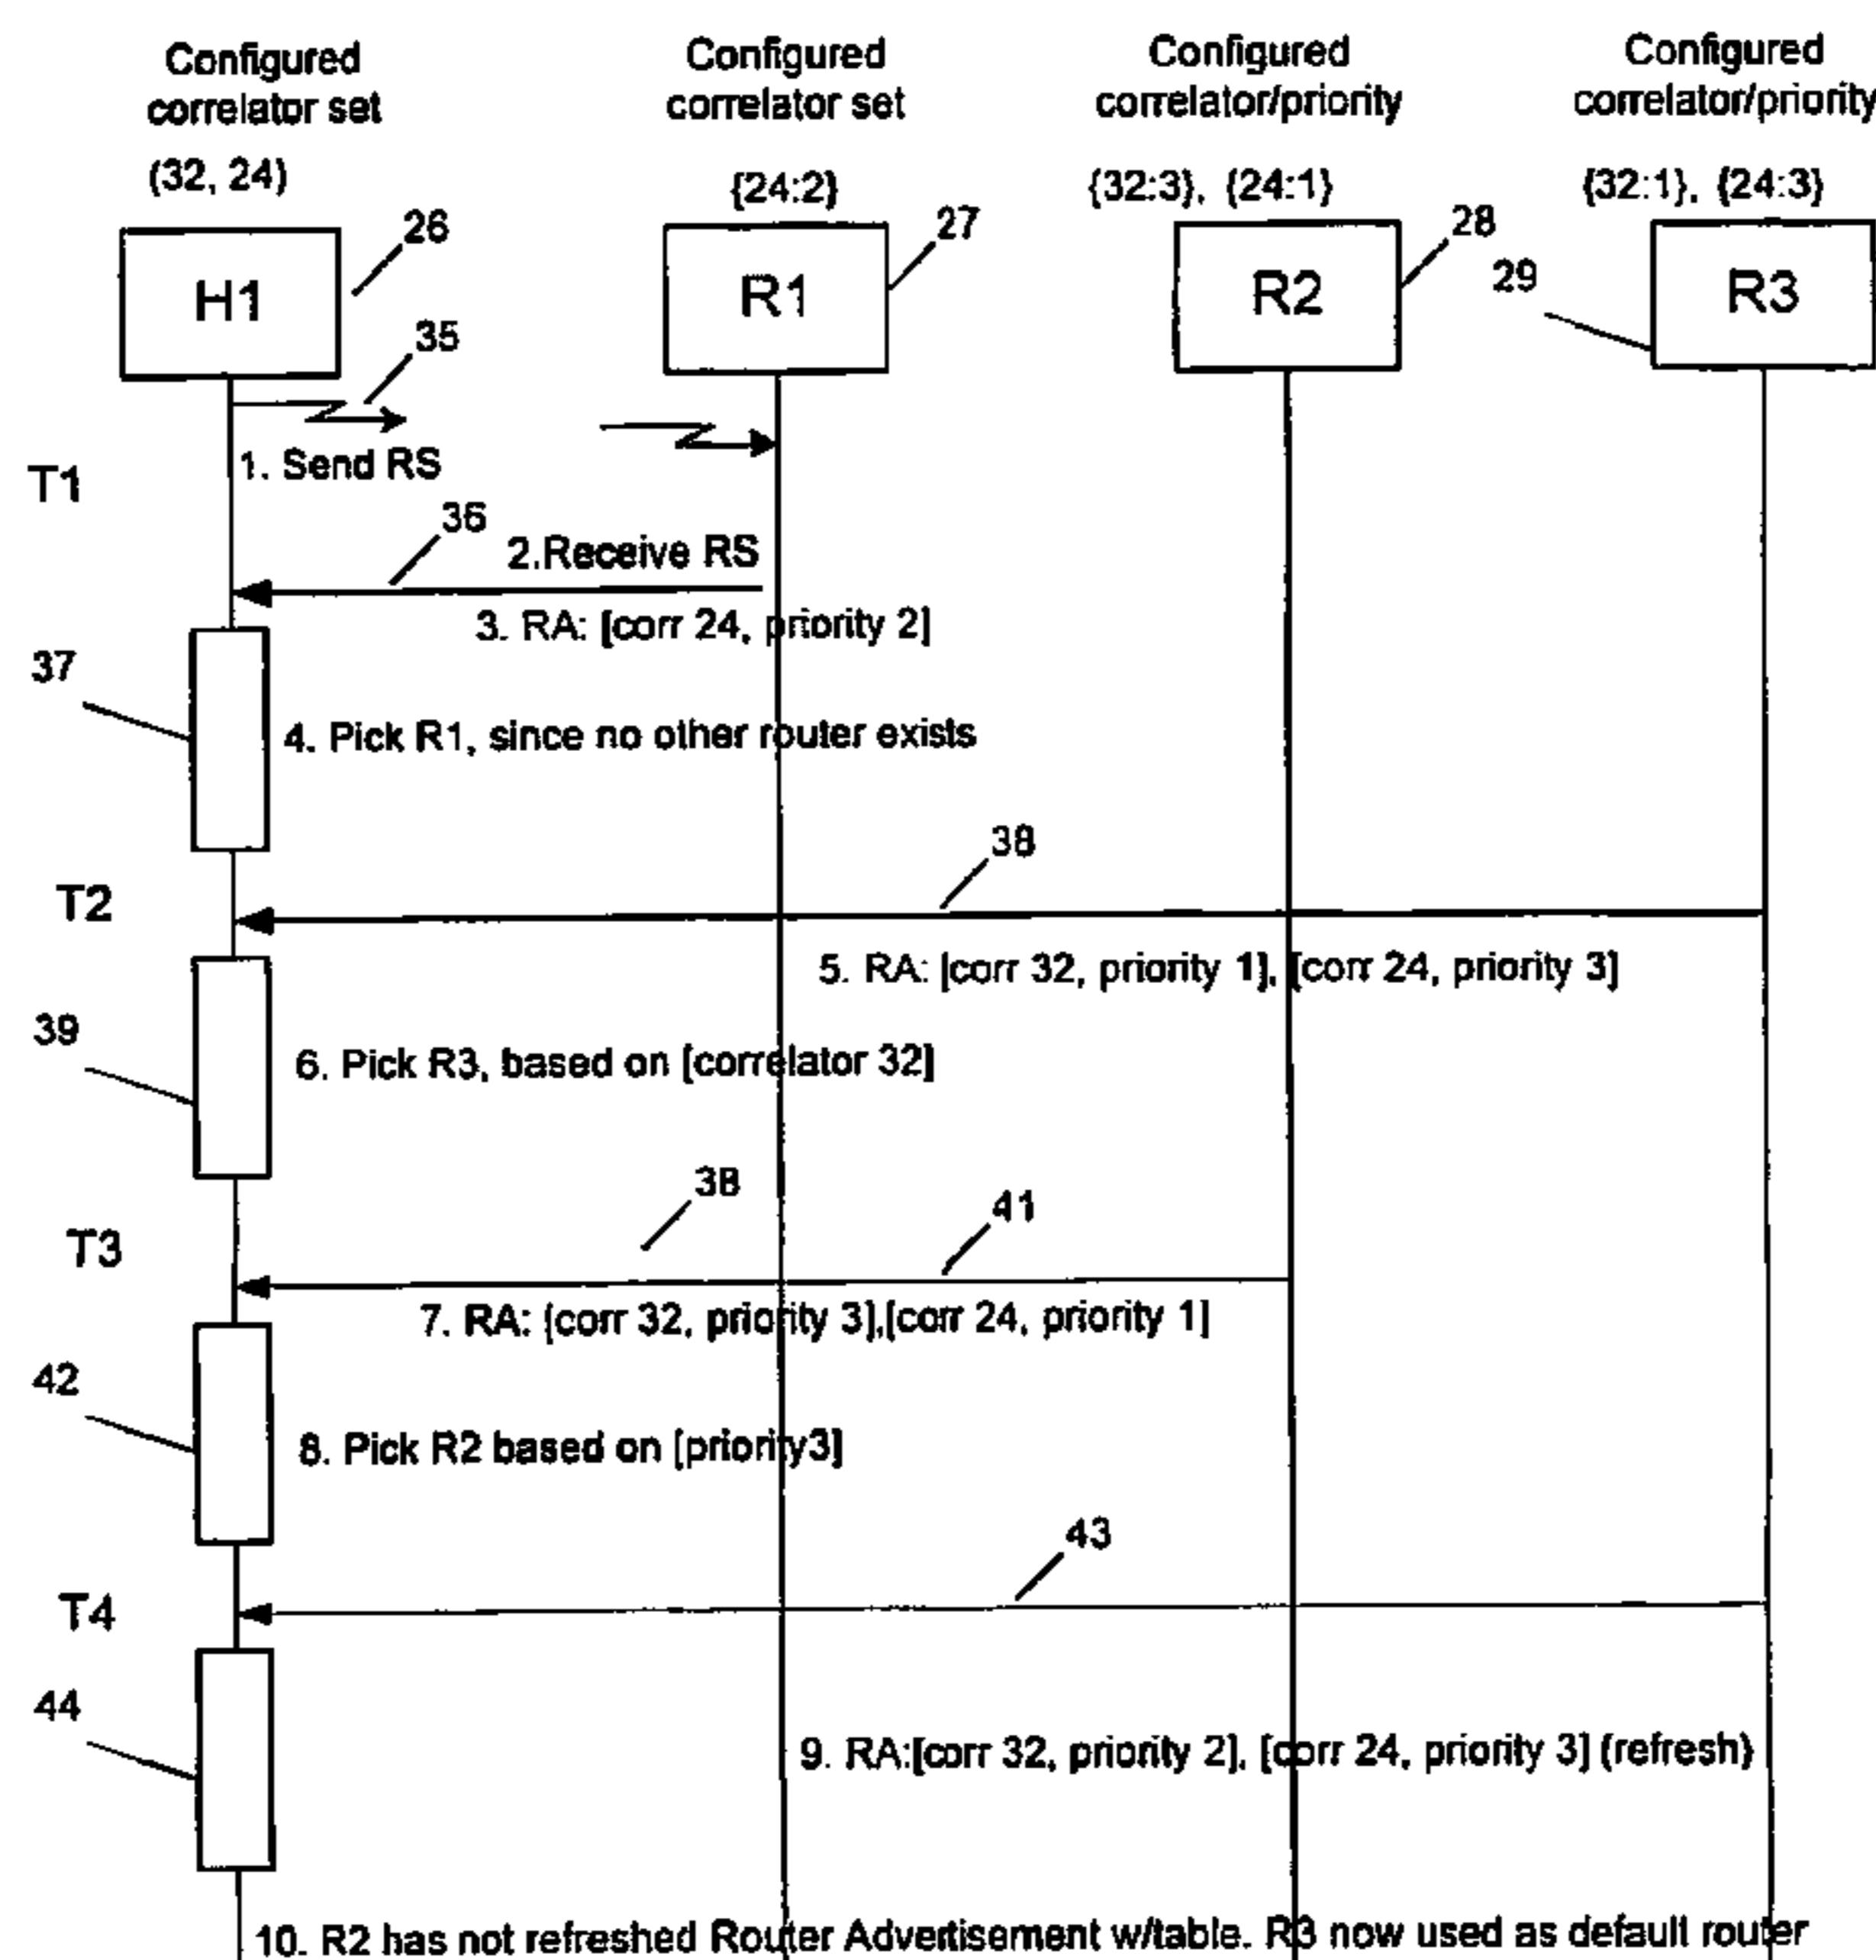 Configured
correlator set
(32, 24)
Configured
correlator set
{24:2}
Configured
correlator/priority
{32:3}, {24:1}
Configured
correlator/priority
{32:1}, {24:3}
H1
26
R1
27
R2
28
29
R3
35
1. Send RS
T1
36
2.Receive RS
3. RA: [corr 24, priority 2]
37
4. Pick R1, since no other router exists
38
T2
5. RA: [corr 32, priority 1], [corr 24, priority 3]
39
6. Pick R3, based on [correlator 32]
38
41
T3
7. RA: [corr 32, priority 3],[corr 24, priority 1]
42
8. Pick R2 based on [priority3]
43
T4
44
9. RA:[corr 32, priority 2], [corr 24, priority 3] (refresh)
10. R2 has not refreshed Router Advertisement w/table. R3 now used as default router